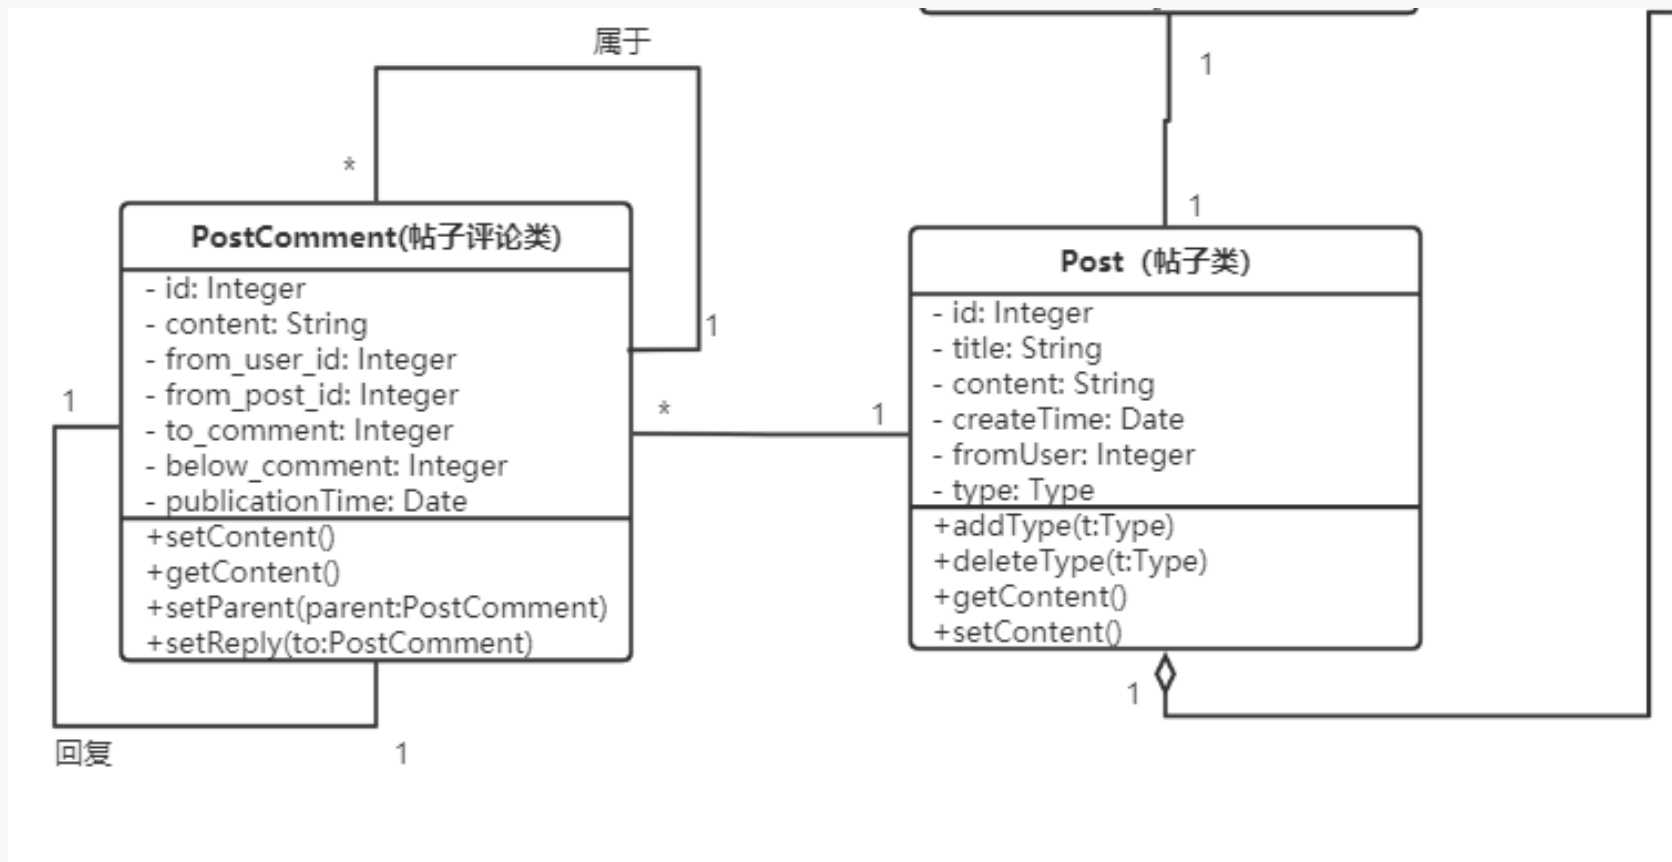 属于
*
1
PostComment(帖子评论类)
- id: Integer
- content: String
- from_user_id: Integer
- from_post_id: Integer
- to_comment: Integer
- below_comment: Integer
- publicationTime: Date
+setContent()
+getContent()
+setParent(parent:PostComment)
+setReply(to:PostComment)
1
回复
1
*
1
1
1
Post (帖子类)
- id: Integer
- title: String
- content: String
- createTime: Date
- fromUser: Integer
- type: Type
+addType(t:Type)
+deleteType(t:Type)
+getContent()
+setContent()
1